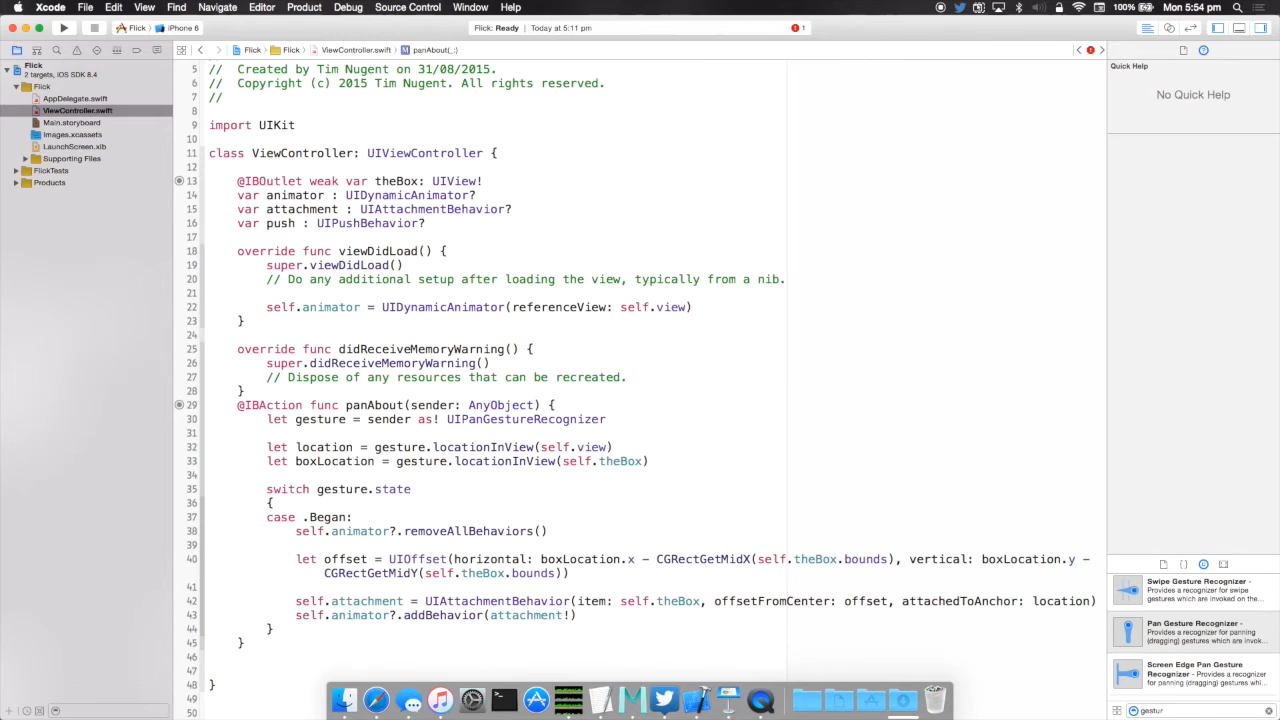 Xcode File Edit View Find Navigate Editor Product Debug Source Control Window Help 100% Mon 5:54 pm
Flick iPhone 6 Flick: Ready Today at 5:11 pm 1
Flick Flick ViewController.swift panAbout(_:)
Flick
2 targets, iOS SDK 8.4
Flick
AppDelegate.swift
ViewController.swift
Main.storyboard
Images.xcassets
LaunchScreen.xib
Supporting Files
FlickTests
Products
5 // Created by Tim Nugent on 31/08/2015.
6 // Copyright (c) 2015 Tim Nugent. All rights reserved.
7 //
8
9 import UIKit
10
11 class ViewController: UIViewController {
12
13 @IBOutlet weak var theBox: UIView!
14 var animator : UIDynamicAnimator?
15 var attachment : UIAttachmentBehavior?
16 var push : UIPushBehavior?
17
18 override func viewDidLoad() {
19 super.viewDidLoad()
20 // Do any additional setup after loading the view, typically from a nib.
21
22 self.animator = UIDynamicAnimator(referenceView: self.view)
23 }
24
25 override func didReceiveMemoryWarning() {
26 super.didReceiveMemoryWarning()
27 // Dispose of any resources that can be recreated.
28 }
29 @IBAction func panAbout(sender: AnyObject) {
30 let gesture = sender as! UIPanGestureRecognizer
31
32 let location = gesture.locationInView(self.view)
33 let boxLocation = gesture.locationInView(self.theBox)
34
35 switch gesture.state
36 {
37 case .Began:
38 self.animator?.removeAllBehaviors()
39
40 let offset = UIOffset(horizontal: boxLocation.x - CGRectGetMidX(self.theBox.bounds), vertical: boxLocation.y -
CGRectGetMidY(self.theBox.bounds))
41
42 self.attachment = UIAttachmentBehavior(item: self.theBox, offsetFromCenter: offset, attachedToAnchor: location)
43 self.animator?.addBehavior(attachment!)
44 }
45 }
46
47
48 }
49
50
Quick Help
No Quick Help
Swipe Gesture Recognizer -
Provides a recognizer for swipe
gestures which are invoked on the...
Pan Gesture Recognizer -
Provides a recognizer for panning
(dragging) gestures which are invok...
Screen Edge Pan Gesture
Recognizer - Provides a recognizer
for panning (dragging) gestures whi...
gestur